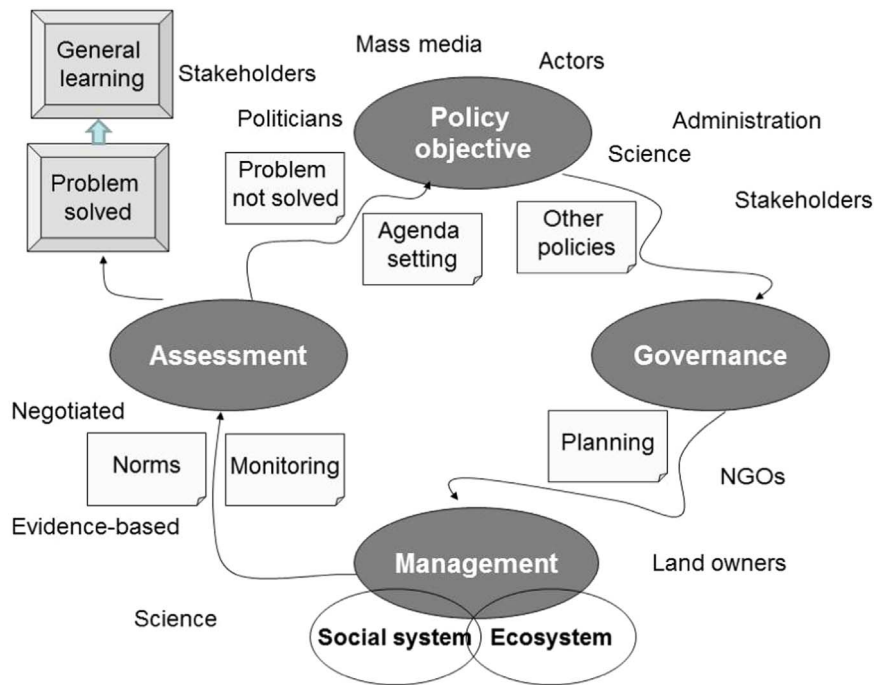 General
learning
Stakeholders
Mass media
Actors
Politicians
Policy
objective
Administration
Science
Stakeholders
Problem
solved
Problem
not solved
Agenda
setting
Other
policies
Assessment
Governance
Negotiated
Norms
Monitoring
Planning
NGOs
Evidence-based
Management
Land owners
Science
Social system
Ecosystem